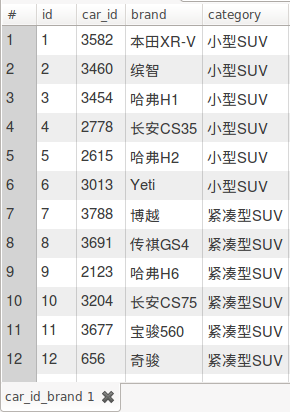 # id car_id brand category
1 1 3582 本田XR-V 小型SUV
2 2 3460 缤智 小型SUV
3 3 3454 哈弗H1 小型SUV
4 4 2778 长安CS35 小型SUV
5 5 2615 哈弗H2 小型SUV
6 6 3013 Yeti 小型SUV
7 7 3788 博越 紧凑型SUV
8 8 3691 传祺GS4 紧凑型SUV
9 9 2123 哈弗H6 紧凑型SUV
10 10 3204 长安CS75 紧凑型SUV
11 11 3677 宝骏560 紧凑型SUV
12 12 656 奇骏 紧凑型SUV
car_id_brand 1